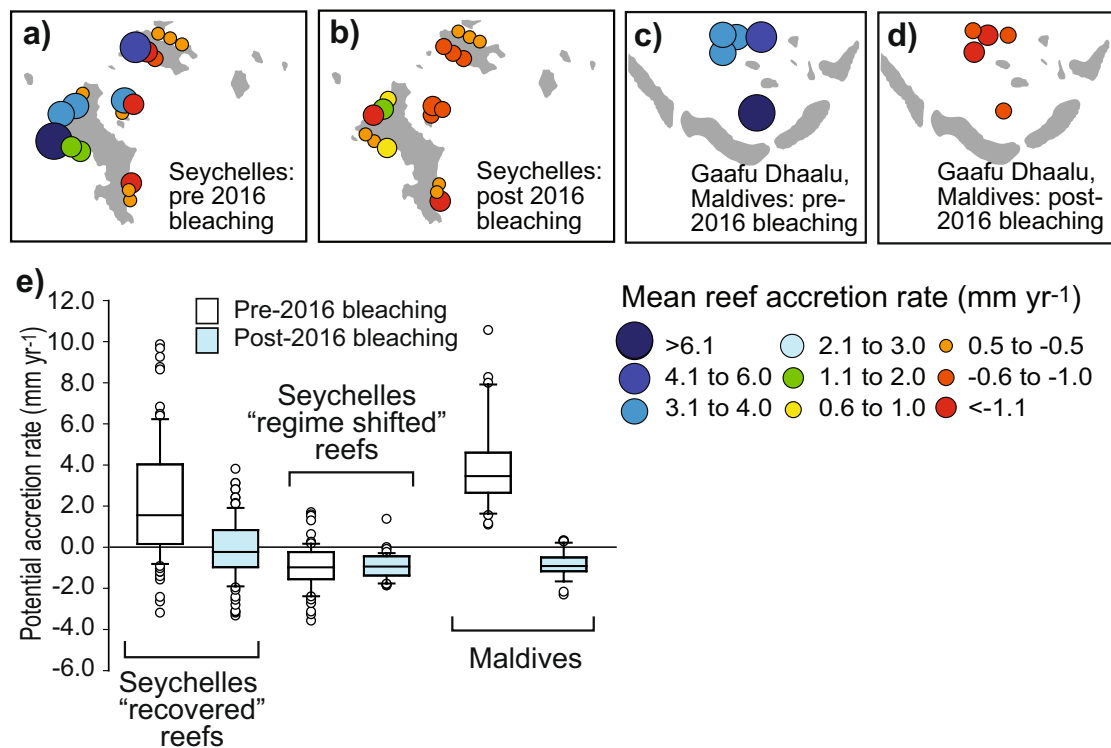 a)
Seychelles:
pre 2016
bleaching
b)
Seychelles:
post 2016
bleaching
c)
Gaafu Dhaalu,
Maldives: pre-
2016 bleaching
d)
Gaafu Dhaalu,
Maldives: post-
2016 bleaching
e)
Potential accretion rate (mm yr-1)
12.0
10.0
8.0
6.0
4.0
2.0
0.0
-2.0
-4.0
-6.0
Pre-2016 bleaching
Post-2016 bleaching
Seychelles
“regime shifted”
reefs
Seychelles
“recovered”
reefs
Maldives
Mean reef accretion rate (mm yr-1)
>6.1
2.1 to 3.0
0.5 to -0.5
4.1 to 6.0
1.1 to 2.0
-0.6 to -1.0
3.1 to 4.0
0.6 to 1.0
<-1.1